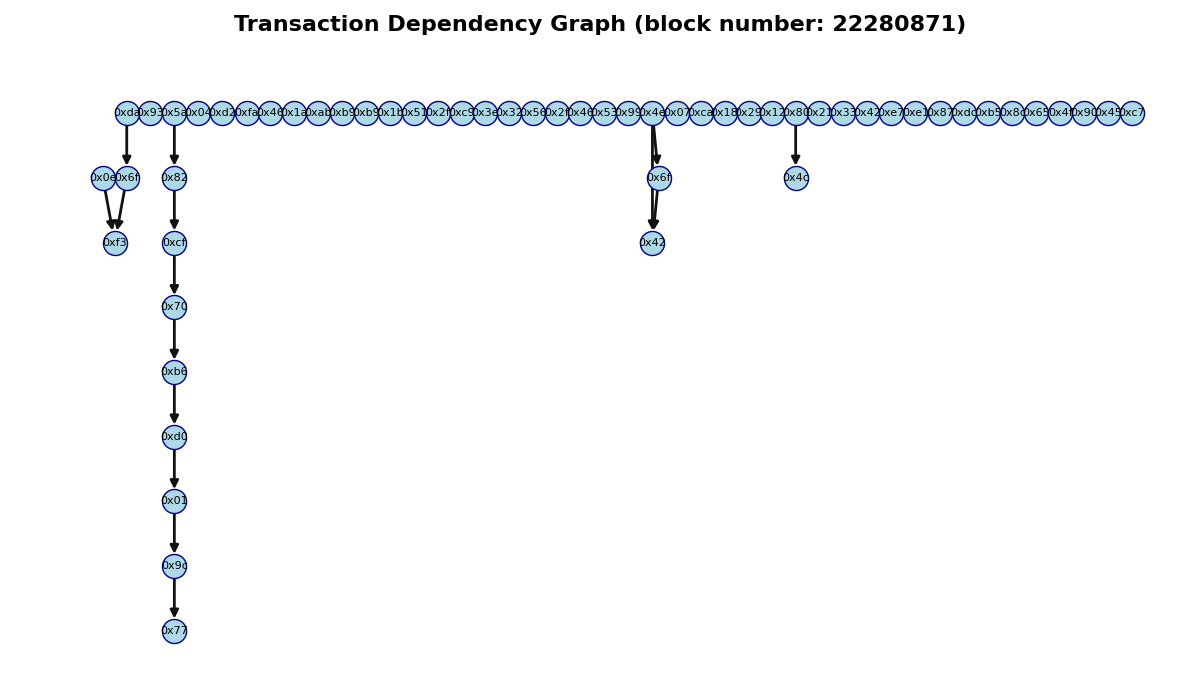 Transaction Dependency Graph (block number: 22280871)
0xda 0x93 0x5a 0x04 0xd2 0xfa 0x46 0x1a 0xab 0xb9 0xb9 0x1b 0x51 0x2f 0xc9 0x3e 0x32 0x56 0x2f 0x46 0x53 0x99 0x4e 0x07 0xca 0x18 0x29 0x12 0x80 0x21 0x33 0x42 0xe7 0xe1 0x87 0xdc 0xb5 0x8d 0x65 0x4f 0x90 0x45 0xc7
0x0e 0x6f 0x82 0x6f 0x4c
0xf3 0xcf 0x42
0x70
0xb6
0xd0
0x01
0x9c
0x77